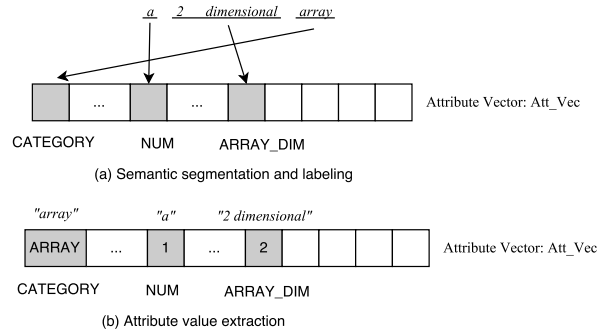 a 2 dimensional array
... ... Attribute Vector: Att_Vec
CATEGORY NUM ARRAY_DIM
(a) Semantic segmentation and labeling
"array" "a" "2 dimensional"
ARRAY ... 1 ... 2 Attribute Vector: Att_Vec
CATEGORY NUM ARRAY_DIM
(b) Attribute value extraction